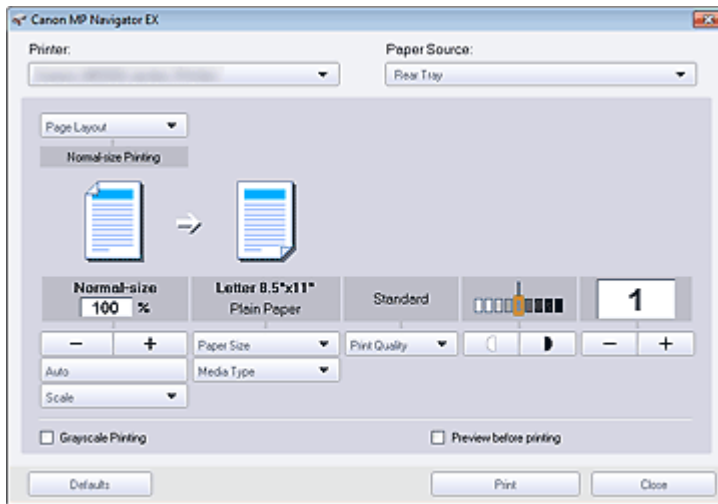 Canon MP Navigator EX
Printer:
Paper Source:
Rear Tray
Page Layout
Normal-size Printing
Normal-size
100 %
Letter 8.5"x11"
Plain Paper
Standard
1
Paper Size
Print Quality
Auto
Media Type
Scale
Grayscale Printing
Preview before printing
Defaults
Print
Close